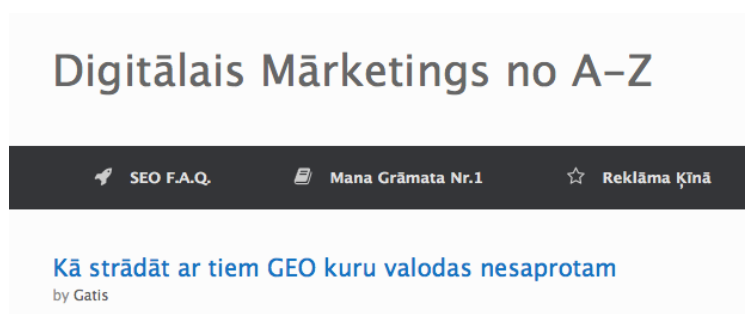 Digitālais Mārketings no A–Z
SEO F.A.Q. Mana Grāmata Nr.1 Reklāma Ķīnā
Kā strādāt ar tiem GEO kuru valodas nesaprotam
by Gatis